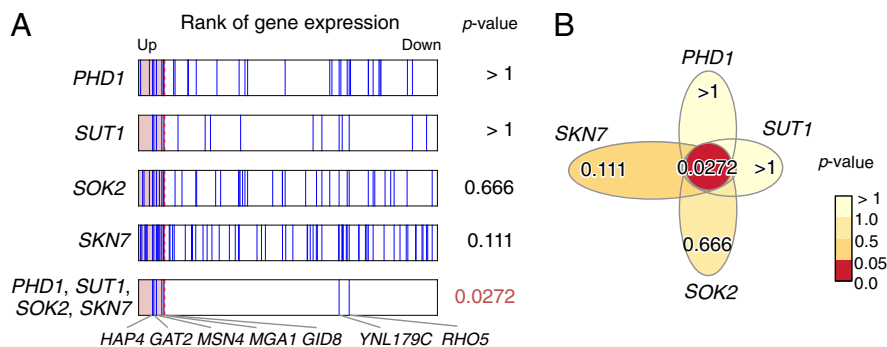 A
Rank of gene expression
p-value
Up
Down
PHD1
> 1
SUT1
> 1
SOK2
0.666
SKN7
0.111
PHD1, SUT1,
SOK2, SKN7
0.0272
HAP4 GAT2 MSN4 MGA1 GID8 YNL179C RHO5
B
PHD1
>1
SKN7
SUT1
0.111
0.0272
>1
0.666
SOK2
p-value
> 1
1.0
0.5
0.05
0.0